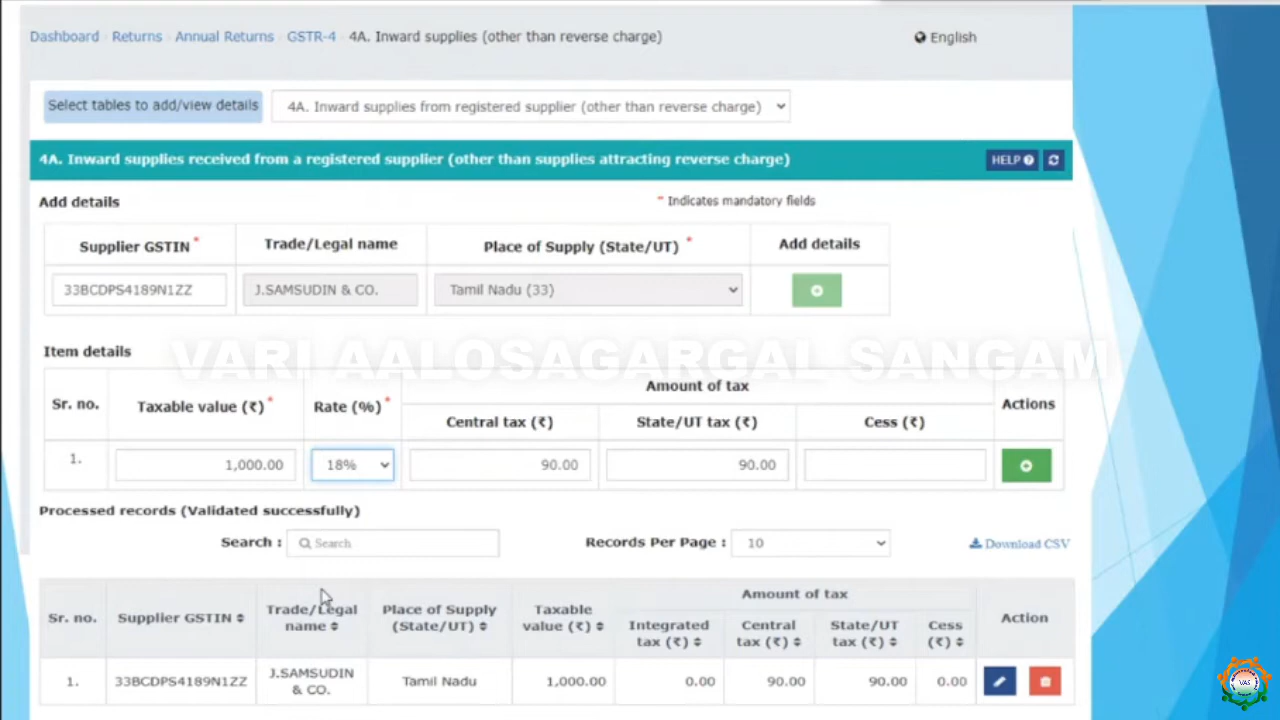 Dashboard Returns Annual Returns GSTR-4 4A. Inward supplies (other than reverse charge) English
Select tables to add/view details 4A. Inward supplies from registered supplier (other than reverse charge)
4A. Inward supplies received from a registered supplier (other than supplies attracting reverse charge) HELP
Add details * Indicates mandatory fields
Supplier GSTIN * Trade/Legal name Place of Supply (State/UT) * Add details
33BCDPS4189N1ZZ J.SAMSUDIN & CO. Tamil Nadu (33)
VARI AALOSAGARGAL SANGAM
Item details
Sr. no. Taxable value (₹) * Rate (%) * Amount of tax Actions
Central tax (₹) State/UT tax (₹) Cess (₹)
1. 1,000.00 18% 90.00 90.00
Processed records (Validated successfully)
Search : Search Records Per Page : 10 Download CSV
Sr. no. Supplier GSTIN Trade/Legal name Place of Supply (State/UT) Taxable value (₹) Amount of tax Action
Integrated tax (₹) Central tax (₹) State/UT tax (₹) Cess (₹)
1. 33BCDPS4189N1ZZ J.SAMSUDIN & CO. Tamil Nadu 1,000.00 0.00 90.00 90.00 0.00
VAS